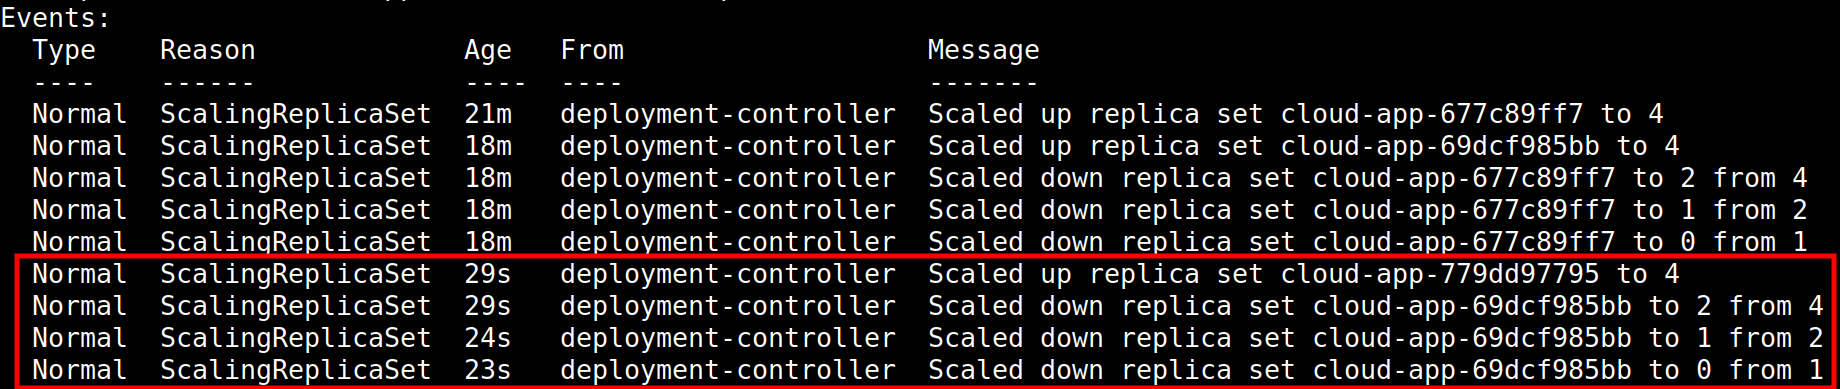 Events:
Type Reason Age From Message
---- ------ ---- ---- -------
Normal ScalingReplicaSet 21m deployment-controller Scaled up replica set cloud-app-677c89ff7 to 4
Normal ScalingReplicaSet 18m deployment-controller Scaled up replica set cloud-app-69dcf985bb to 4
Normal ScalingReplicaSet 18m deployment-controller Scaled down replica set cloud-app-677c89ff7 to 2 from 4
Normal ScalingReplicaSet 18m deployment-controller Scaled down replica set cloud-app-677c89ff7 to 1 from 2
Normal ScalingReplicaSet 18m deployment-controller Scaled down replica set cloud-app-677c89ff7 to 0 from 1
Normal ScalingReplicaSet 29s deployment-controller Scaled up replica set cloud-app-779dd97795 to 4
Normal ScalingReplicaSet 29s deployment-controller Scaled down replica set cloud-app-69dcf985bb to 2 from 4
Normal ScalingReplicaSet 24s deployment-controller Scaled down replica set cloud-app-69dcf985bb to 1 from 2
Normal ScalingReplicaSet 23s deployment-controller Scaled down replica set cloud-app-69dcf985bb to 0 from 1